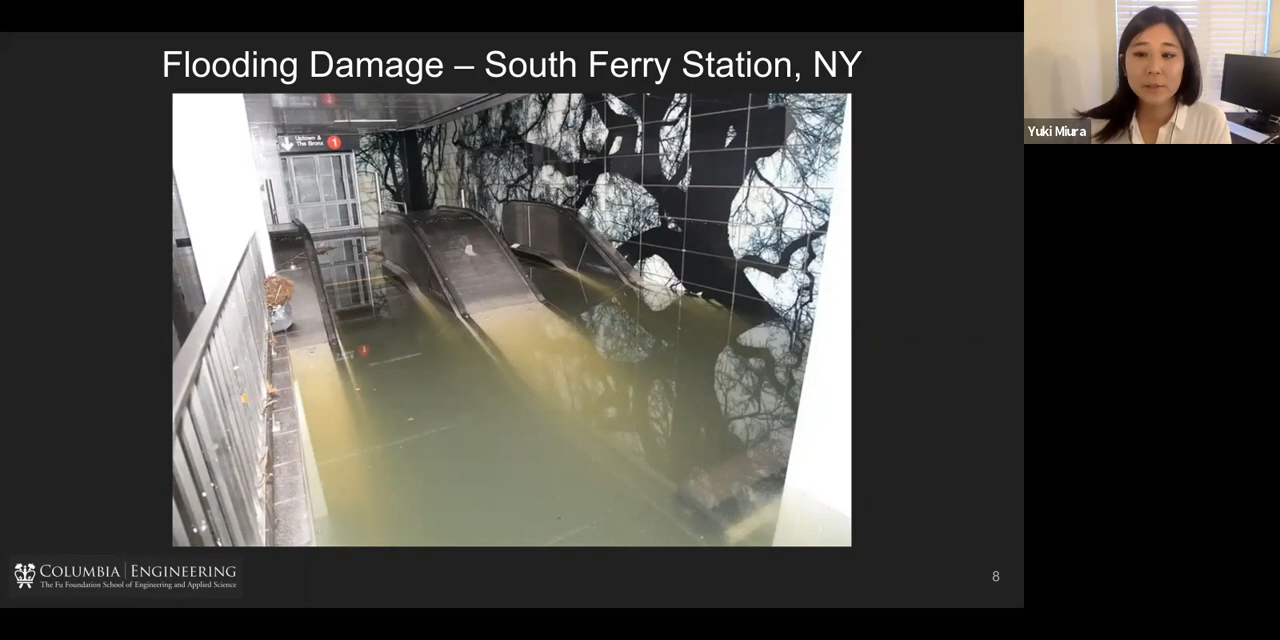 Flooding Damage – South Ferry Station, NY
Uptown &
The Bronx
1
COLUMBIA | ENGINEERING
The Fu Foundation School of Engineering and Applied Science
8
Yuki Miura